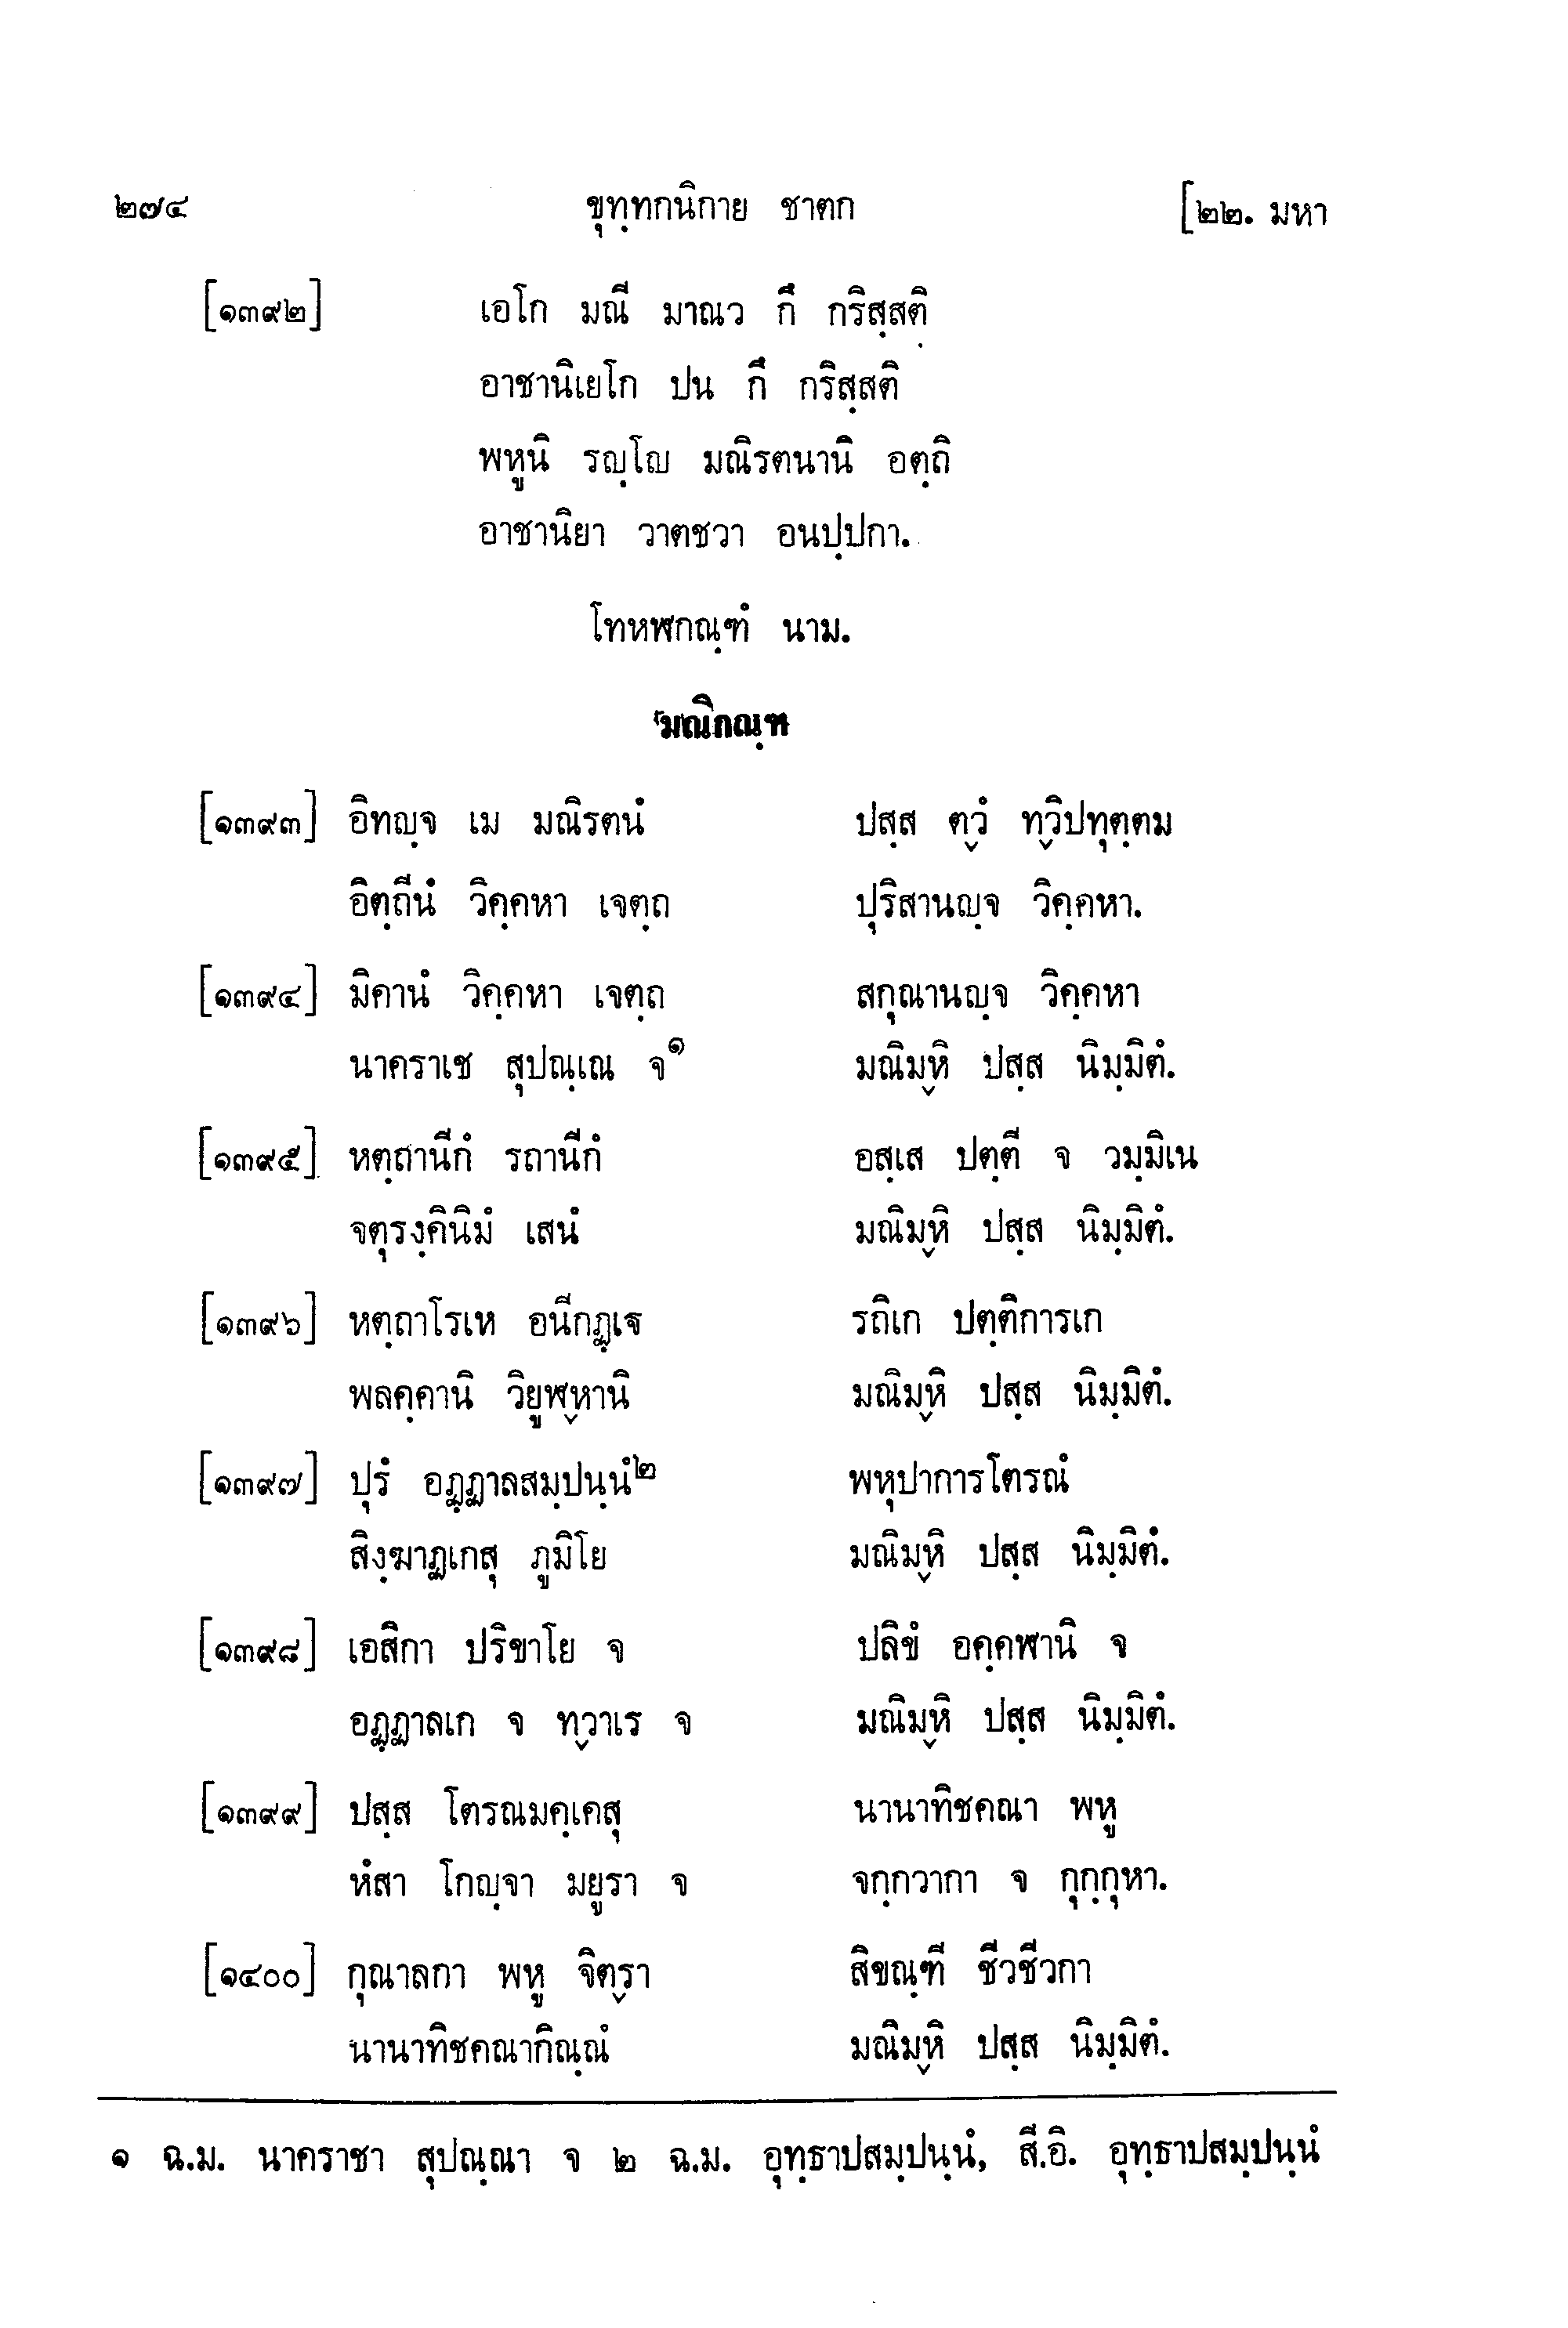 ๒๗๔ ขุทฺทกนิกาย ชาตก [๒๒. มหา
[๑๓๙๒] เอโก มณี มาณว กึ กริสฺสติ
อาชานิเยโก ปน กึ กริสฺสติ
พหูนิ รญฺโญ มณิรตนานิ อตฺถิ
อาชานิยา วาตชวา อนปฺปกา.
โทหฬกณฺฑํ นาม.
มณิกณฺฑ
[๑๓๙๓] อิทญฺจ เม มณิรตนํ ปสฺส ตฺวํ ทฺวิปทุตฺตม
อิตฺถีนํ วิคฺคหา เจตฺถ ปุริสานญฺจ วิคฺคหา.
[๑๓๙๔] มิคานํ วิคฺคหา เจตฺถ สกุณานญฺจ วิคฺคหา
นาคราเช สุปณฺเณ จ๑ มณิมฺหิ ปสฺส นิมฺมิตํ.
[๑๓๙๕] หตฺถานีกํ รถานีกํ อสฺเส ปตฺตี จ วมฺมิเน
จตุรงฺคินิมํ เสนํ มณิมฺหิ ปสฺส นิมฺมิตํ.
[๑๓๙๖] หตฺถาโรเห อนีกฏฺเฐ รถิเก ปตฺติการเก
พลคฺคานิ วิยูฬฺหานิ มณิมฺหิ ปสฺส นิมฺมิตํ.
[๑๓๙๗] ปุรํ อฏฺฏาลสมฺปนฺนํ๒ พหุปาการโตรณํ
สิงฺฆาฏเกสุ ภูมิโย มณิมฺหิ ปสฺส นิมฺมิตํ.
[๑๓๙๘] เอสิกา ปริขาโย จ ปลิขํ อคฺคฬานิ จ
อฏฺฏาลเก จ ทฺวาเร จ มณิมฺหิ ปสฺส นิมฺมิตํ.
[๑๓๙๙] ปสฺส โตรณมคฺเคสุ นานาทิชคณา พหู
หํสา โกญฺจา มยูรา จ จกฺกวากา จ กุกฺกุหา.
[๑๔๐๐] กุณาลกา พหู จิตฺรา สิขณฺฑี ชีวชีวกา
นานาทิชคณากิณฺณํ มณิมฺหิ ปสฺส นิมฺมิตํ.
๑ ฉ.ม. นาคราชา สุปณฺณา จ ๒ ฉ.ม. อุทฺธาปสมฺปนฺนํ, สี.อิ. อุทฺธาปสมฺปนฺนํ